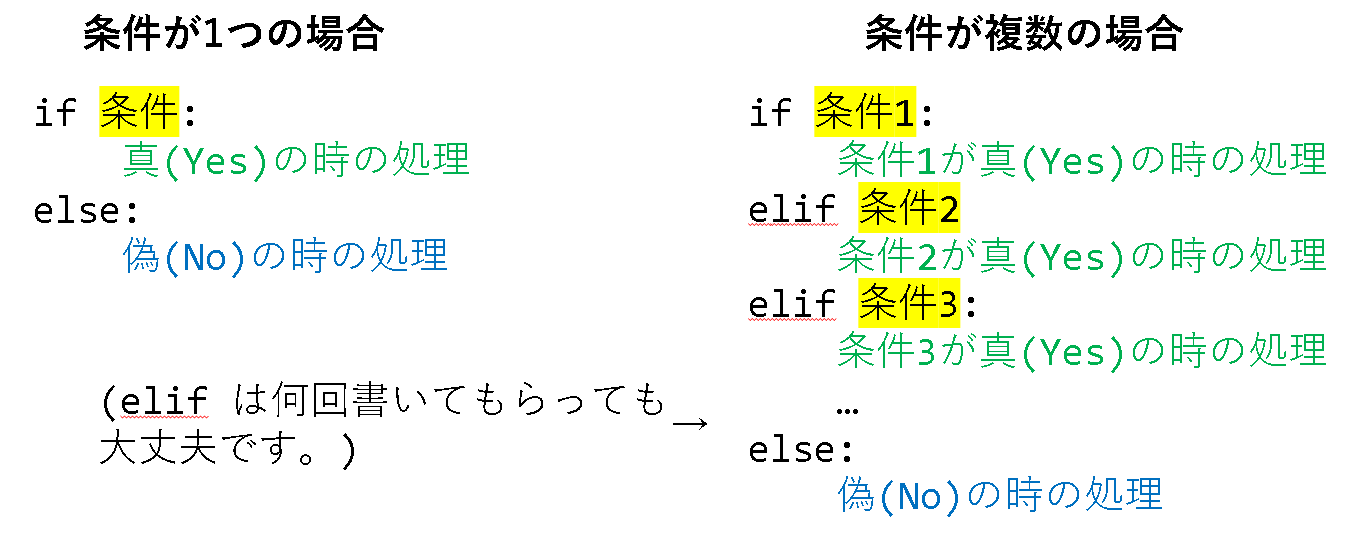 条件が1つの場合
if 条件:
真(Yes)の時の処理
else:
偽(No)の時の処理
(elif は何回書いてもらっても
大丈夫です。)
→
条件が複数の場合
if 条件1:
条件1が真(Yes)の時の処理
elif 条件2
条件2が真(Yes)の時の処理
elif 条件3:
条件3が真(Yes)の時の処理
…
else:
偽(No)の時の処理